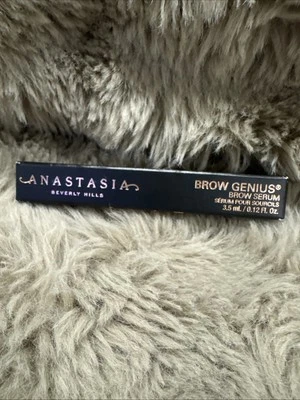 ANASTASIA
BEVERLY HILLS
BROW GENIUS®
BROW SERUM
SÉRUM POUR SOURCILS
3.5 mL / 0.12 Fl. Oz.